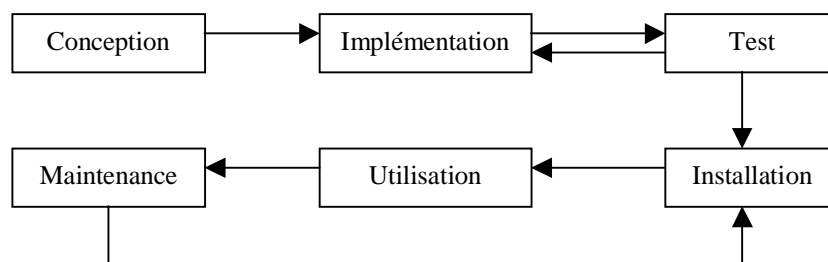 Conception
Implémentation
Test
Maintenance
Utilisation
Installation